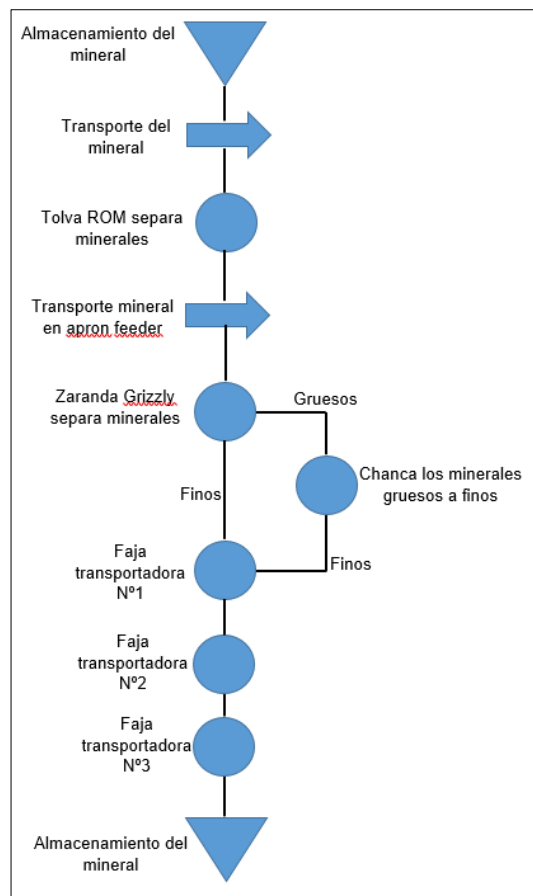 Almacenamiento del
mineral
Transporte del
mineral
Tolva ROM separa
minerales
Transporte mineral
en apron feeder
Zaranda Grizzly
separa minerales
Gruesos
Chanca los minerales
gruesos a finos
Finos
Finos
Faja
transportadora
Nº1
Faja
transportadora
Nº2
Faja
transportadora
Nº3
Almacenamiento del
mineral